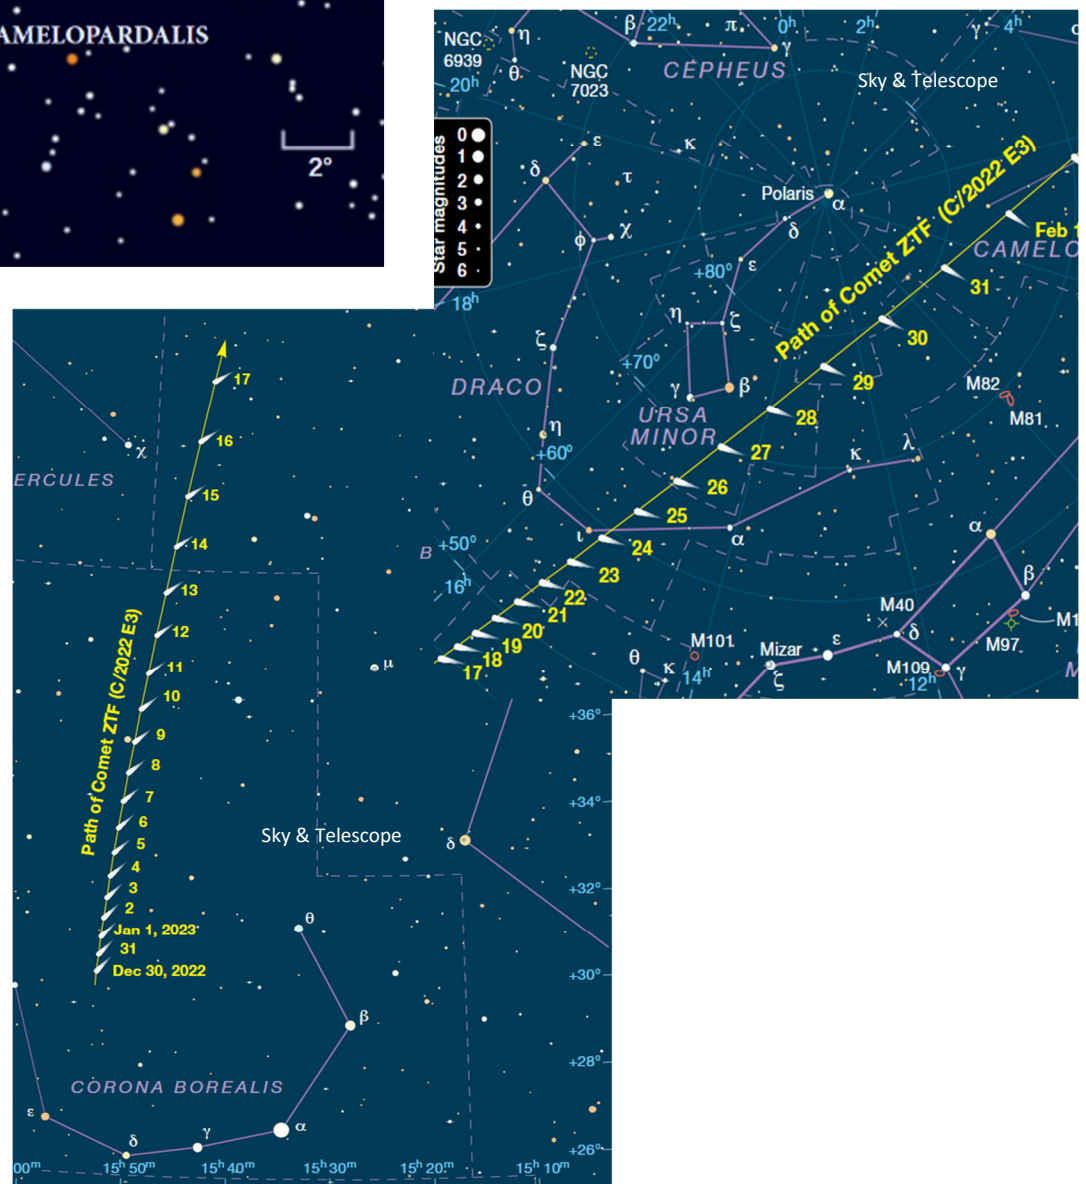 AMELOPARDALIS
2°
NGC
6939
η
θ
20h
NGC
7023
β
22h
π
γ
0h
2h
γ
4h
CEPHEUS
Sky & Telescope
Star magnitudes
0
1
2
3
4
5
6
κ
ε
δ
τ
χ
φ
Polaris
α
δ
ε
+80°
18h
η
ζ
ζ
+70°
γ
β
DRACO
URSA
MINOR
η
+60°
θ
ι
Path of Comet ZTF (C/2022 E3)
Feb 1
CAMELO
31
30
29
28
27
26
25
24
23
22
21
20
19
18
17
M82
M81
κ
λ
α
α
β
M40
δ
M1
M97
Mizar
ε
ζ
M109
γ
12h
M
M101
14h
θ
κ
B
+50°
16h
17
16
15
14
13
12
11
10
9
8
7
6
5
4
3
2
Jan 1, 2023
31
Dec 30, 2022
Path of Comet ZTF (C/2022 E3)
χ
ERCULES
μ
Sky & Telescope
δ
+36°
+34°
+32°
+30°
+28°
+26°
θ
β
CORONA BOREALIS
ε
δ
γ
α
00m
15h 50m
15h 40m
15h 30m
15h 20m
15h 10m